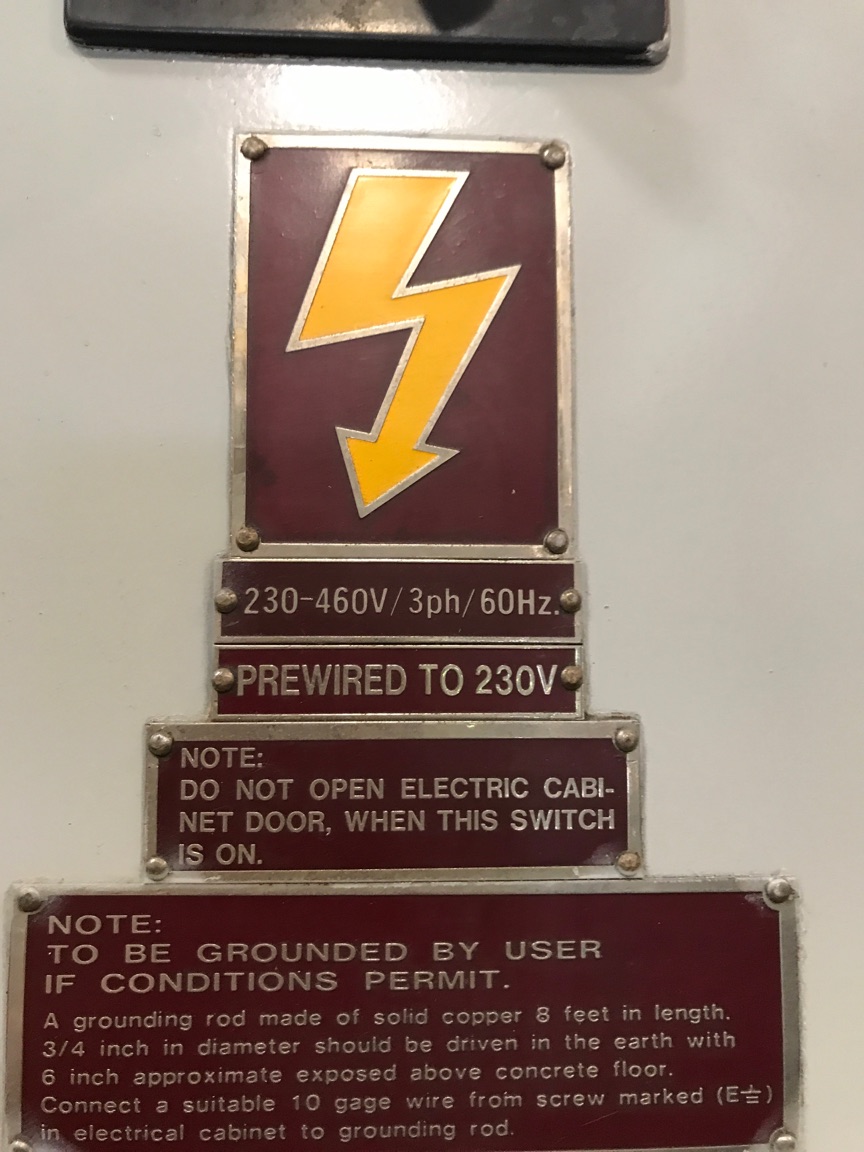 230-460V/3ph/60Hz.
PREWIRED TO 230V
NOTE:
DO NOT OPEN ELECTRIC CABI-
NET DOOR, WHEN THIS SWITCH
IS ON.
NOTE:
TO BE GROUNDED BY USER
IF CONDITIONS PERMIT.
A grounding rod made of solid copper 8 feet in length.
3/4 inch in diameter should be driven in the earth with
6 inch approximate exposed above concrete floor.
Connect a suitable 10 gage wire from screw marked (E⏚)
in electrical cabinet to grounding rod.